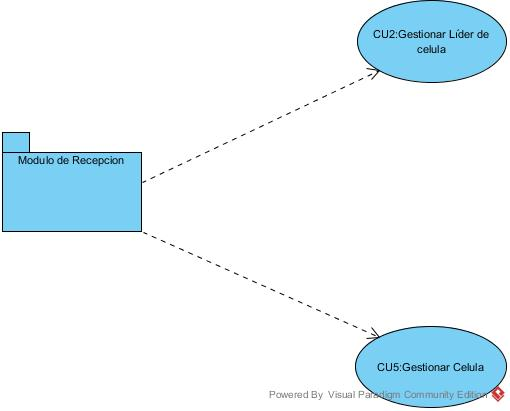 CU2:Gestionar Líder de
celula
Modulo de Recepcion
CU5:Gestionar Celula
Powered By Visual Paradigm Community Edition